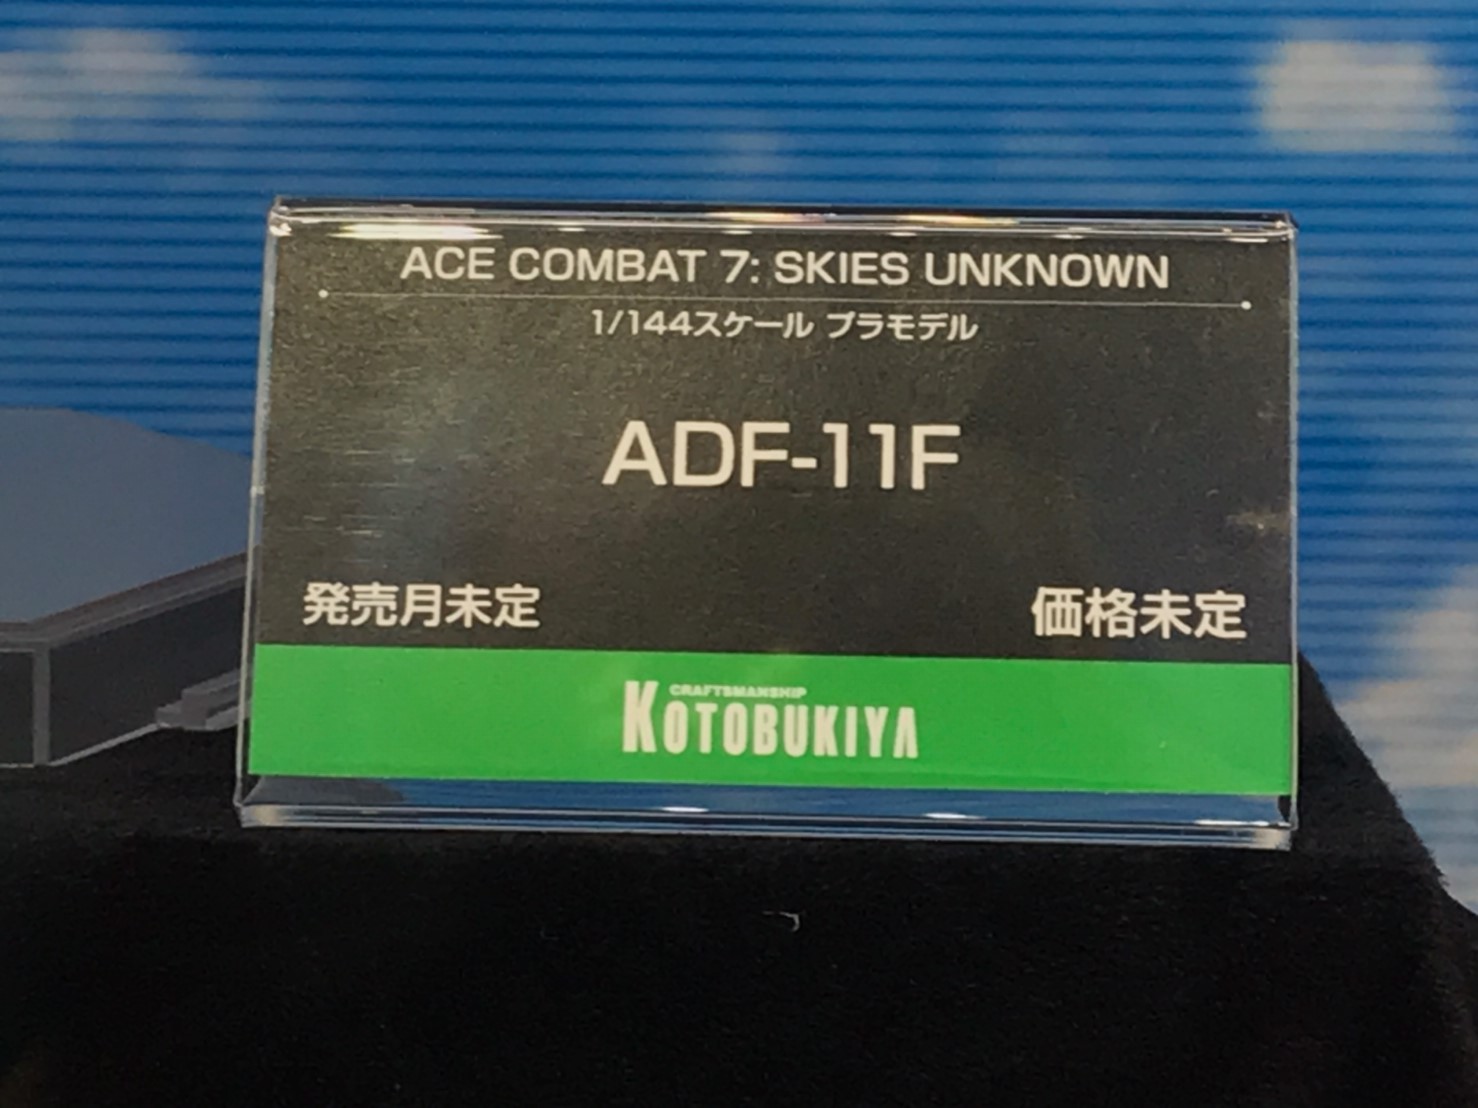 ACE COMBAT 7: SKIES UNKNOWN
1/144スケール プラモデル
ADF-11F
発売月未定
価格未定
CRAFTSMANSHIP
KOTOBUKIYA